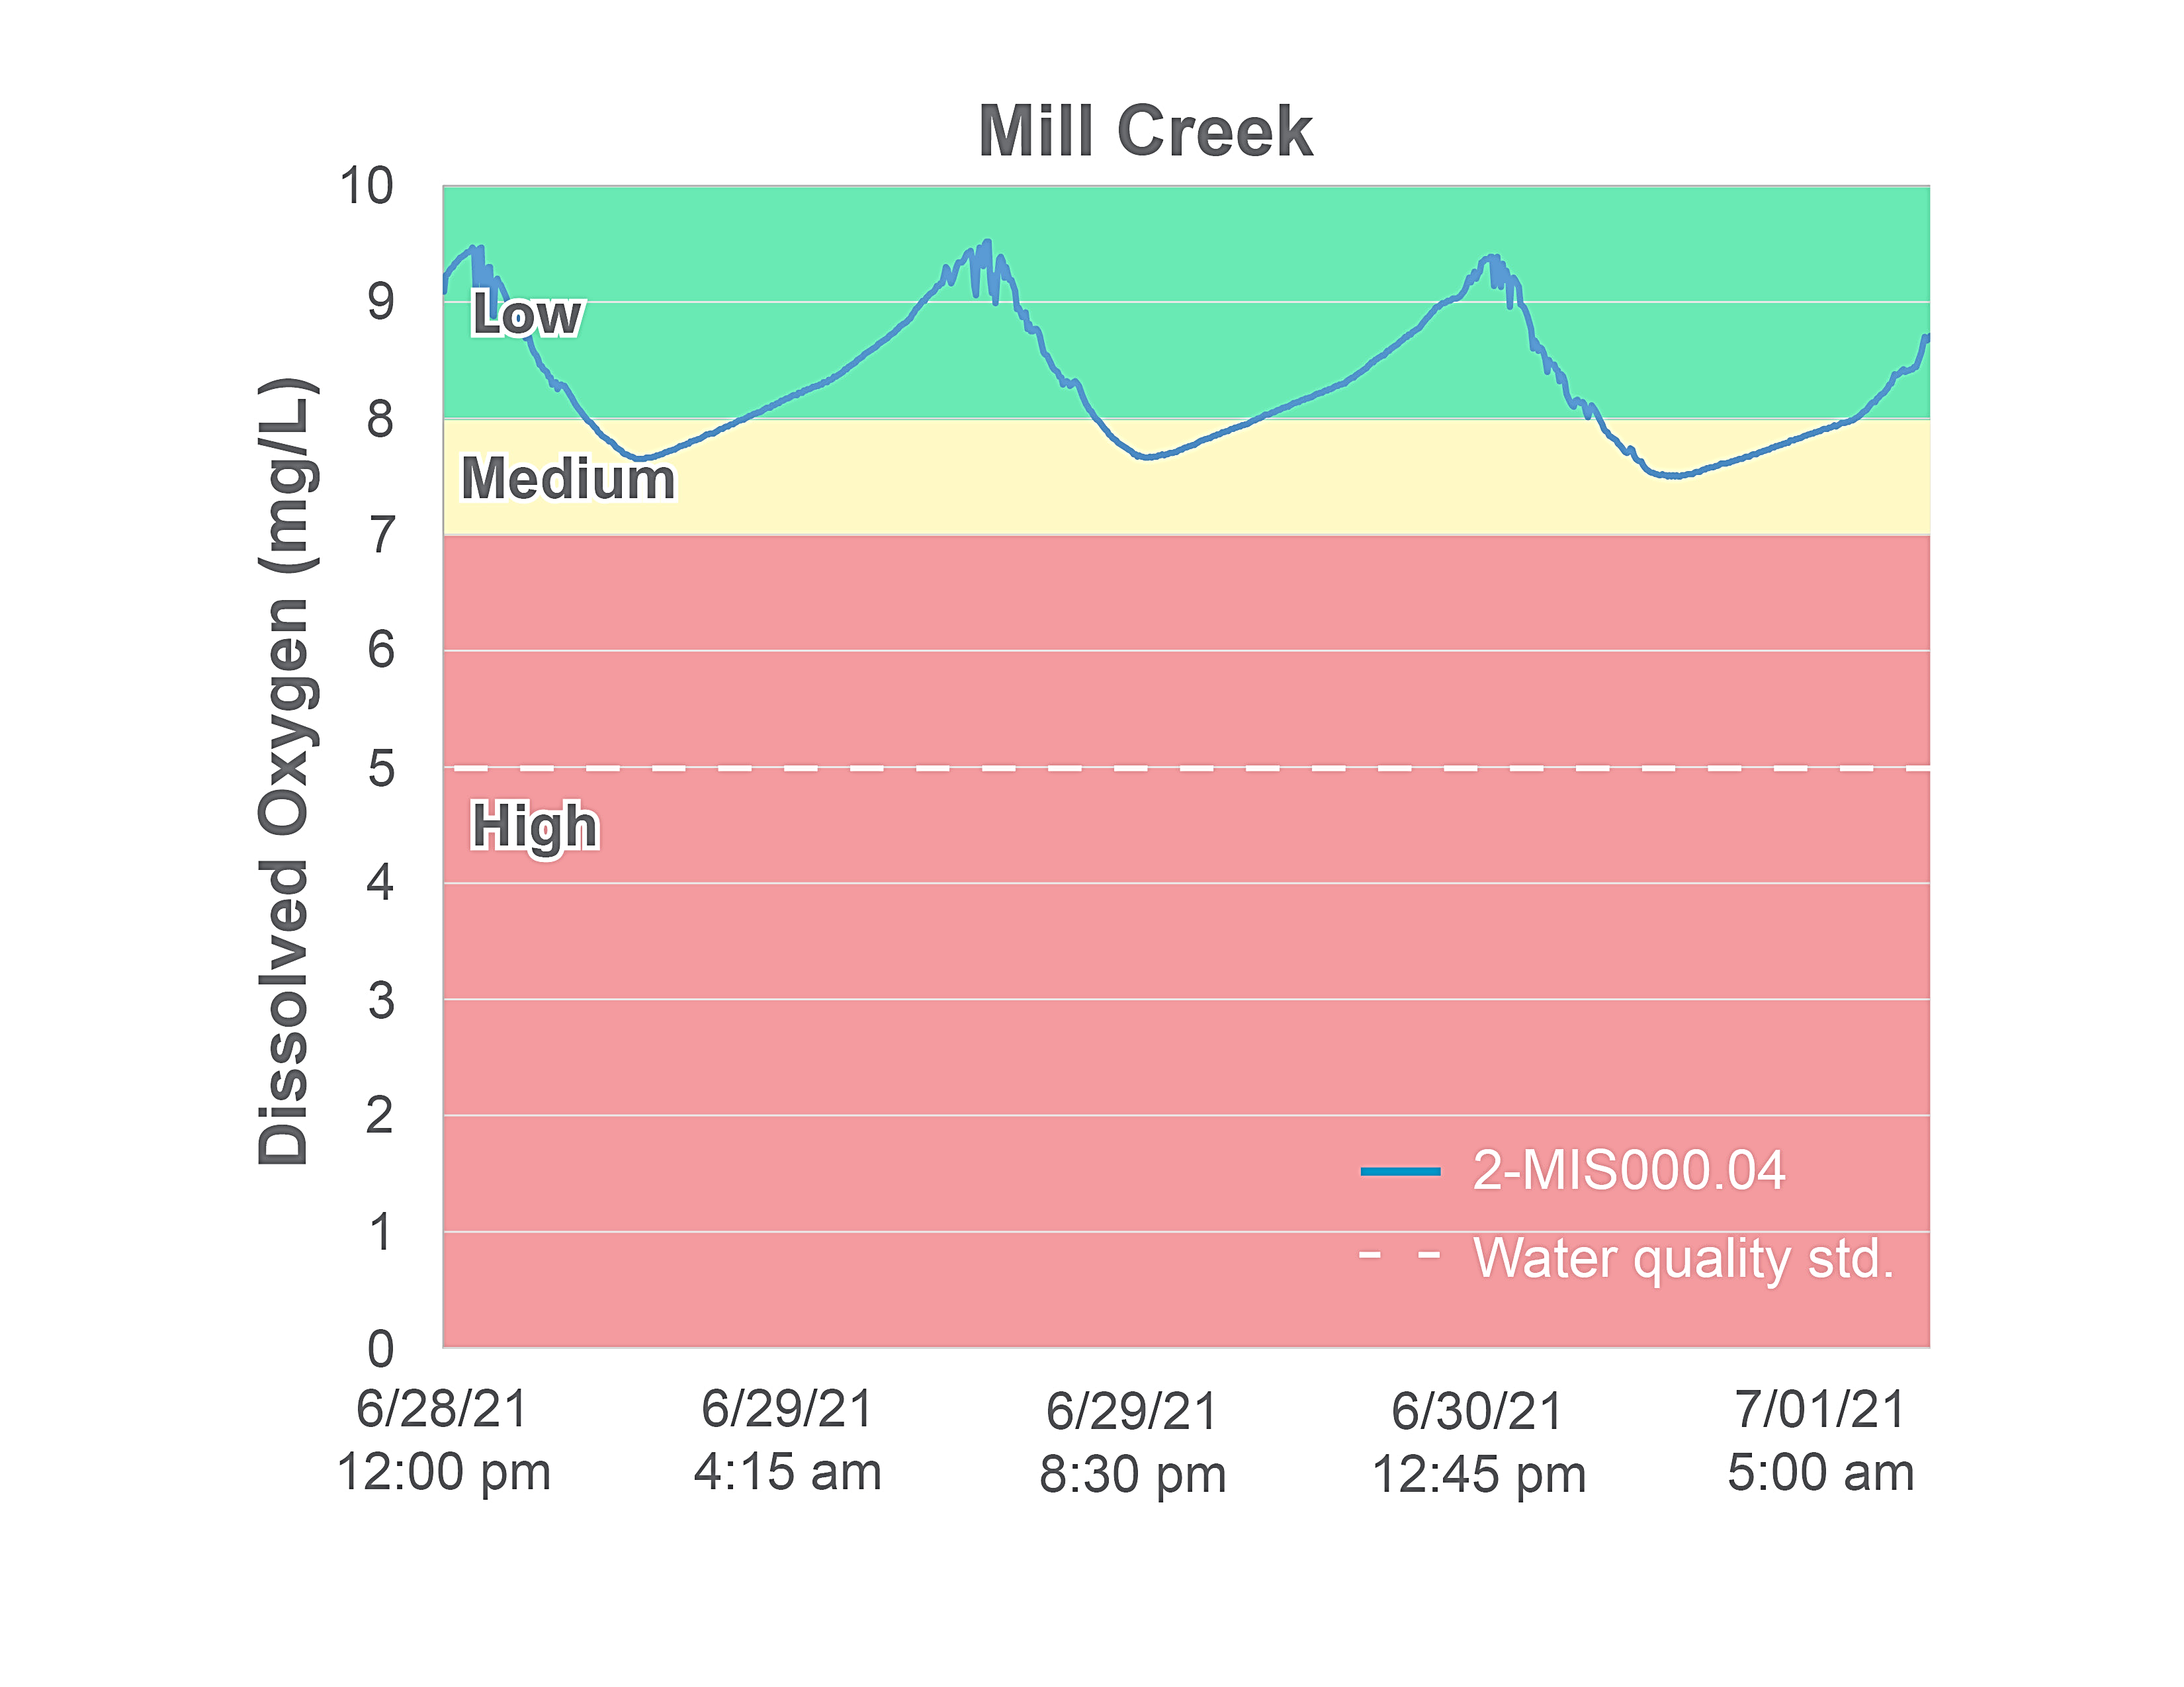 Mill Creek
Dissolved Oxygen (mg/L)
10
9
8
7
6
5
4
3
2
1
0
Low
Medium
High
2-MIS000.04
Water quality std.
6/28/21
12:00 pm
6/29/21
4:15 am
6/29/21
8:30 pm
6/30/21
12:45 pm
7/01/21
5:00 am